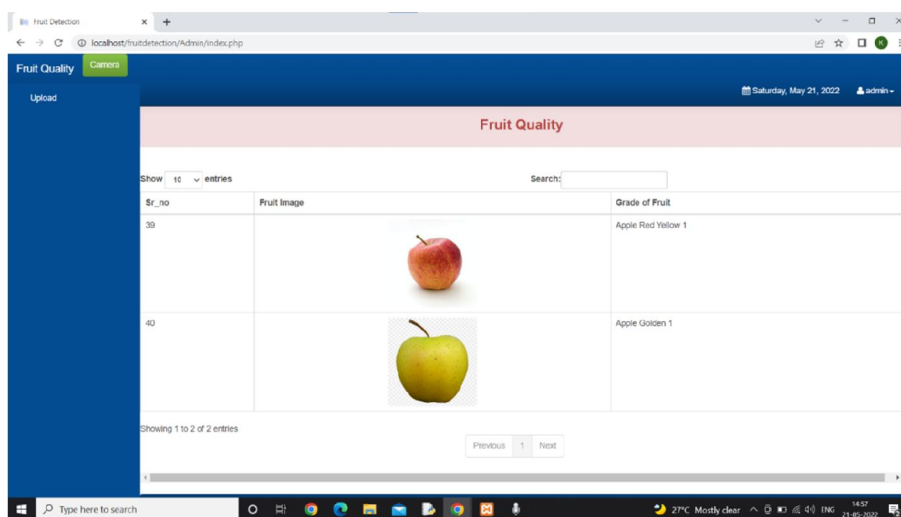 Fruit Detection
localhost/fruitdetection/Admin/index.php
K
Fruit Quality Camera
Upload
Saturday, May 21, 2022 admin
Fruit Quality
Show 10 entries Search:
Sr_no Fruit Image Grade of Fruit
39 Apple Red Yellow 1
40 Apple Golden 1
Showing 1 to 2 of 2 entries
Previous 1 Next
Type here to search 27°C Mostly clear ENG 14:57
21-05-2022